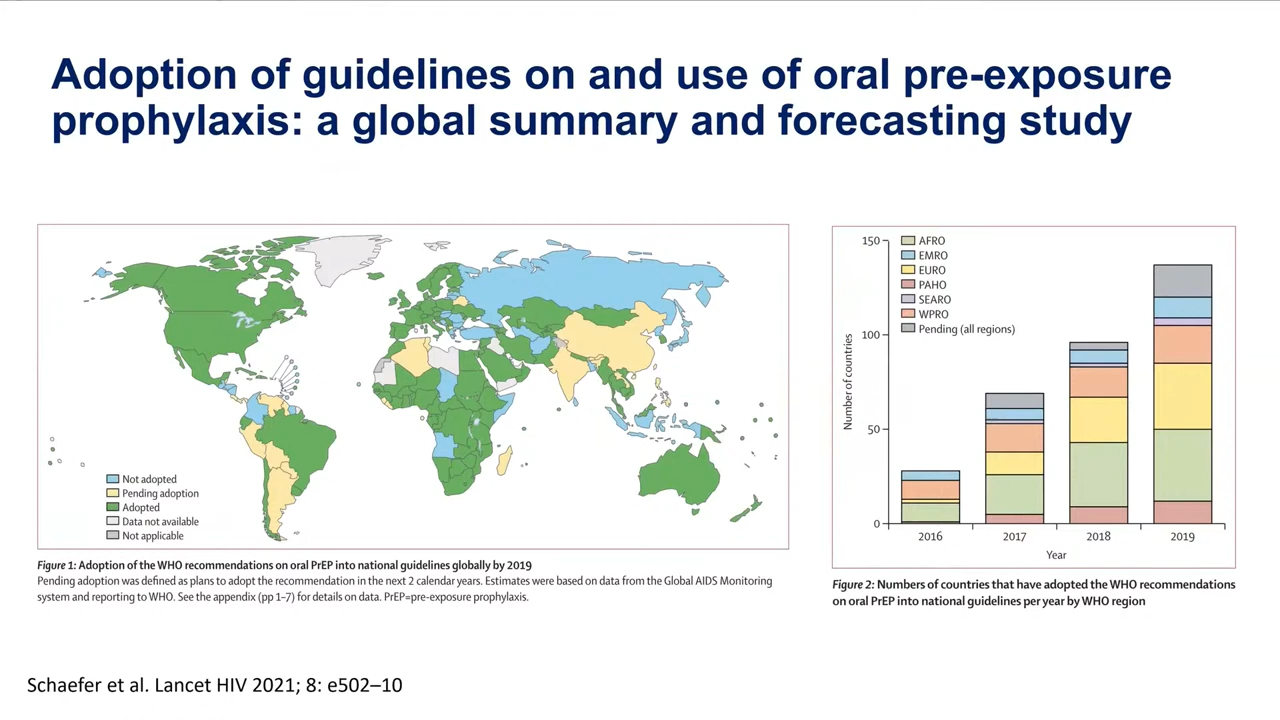 Adoption of guidelines on and use of oral pre-exposure
prophylaxis: a global summary and forecasting study
Not adopted
Pending adoption
Adopted
Data not available
Not applicable
Figure 1: Adoption of the WHO recommendations on oral PrEP into national guidelines globally by 2019
Pending adoption was defined as plans to adopt the recommendation in the next 2 calendar years. Estimates were based on data from the Global AIDS Monitoring
system and reporting to WHO. See the appendix (pp 1–7) for details on data. PrEP=pre-exposure prophylaxis.
150
100
50
0
Number of countries
AFRO
EMRO
EURO
PAHO
SEARO
WPRO
Pending (all regions)
2016 2017 2018 2019
Year
Figure 2: Numbers of countries that have adopted the WHO recommendations
on oral PrEP into national guidelines per year by WHO region
Schaefer et al. Lancet HIV 2021; 8: e502–10